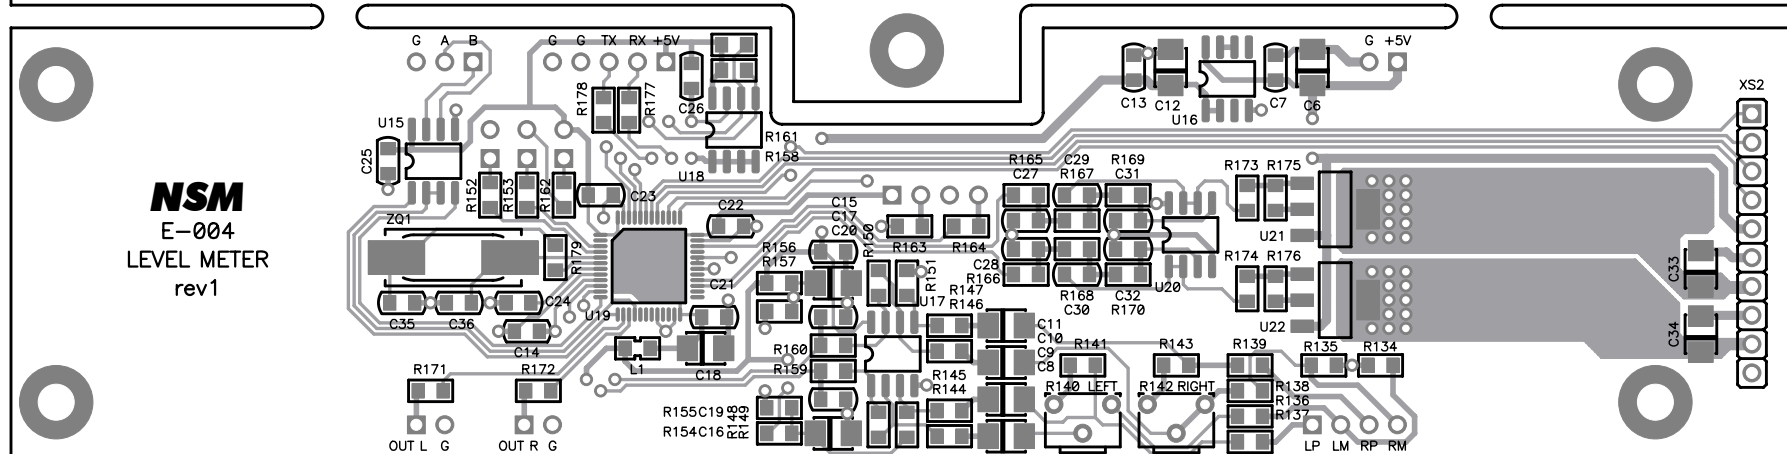 G A B
G G TX RX +5V
G +5V
XS2
R178
R177
C26
C13
C12
C7
C6
U16
U15
R161
R158
U18
C25
R152
R153
R162
C23
R165
C29
R169
C27
R167
C31
R173
R175
NSM
E-004
LEVEL METER
rev1
ZQ1
C22
C15
C17
C20
R150
R163
R164
U21
R179
R156
R157
C28
R166
R151
R174
R176
C33
C21
C24
R147
R146
U17
R168
C30
C32
R170
U20
C35
C36
U19
U22
C14
C34
L1
C18
R160
R159
C11
C10
C9
C8
R141
R143
R139
R135
R134
R171
R172
R145
R144
R140 LEFT
R142 RIGHT
R138
R136
R137
R155 C19
R154 C16
R148
R149
OUT L G
OUT R G
LP LM RP RM